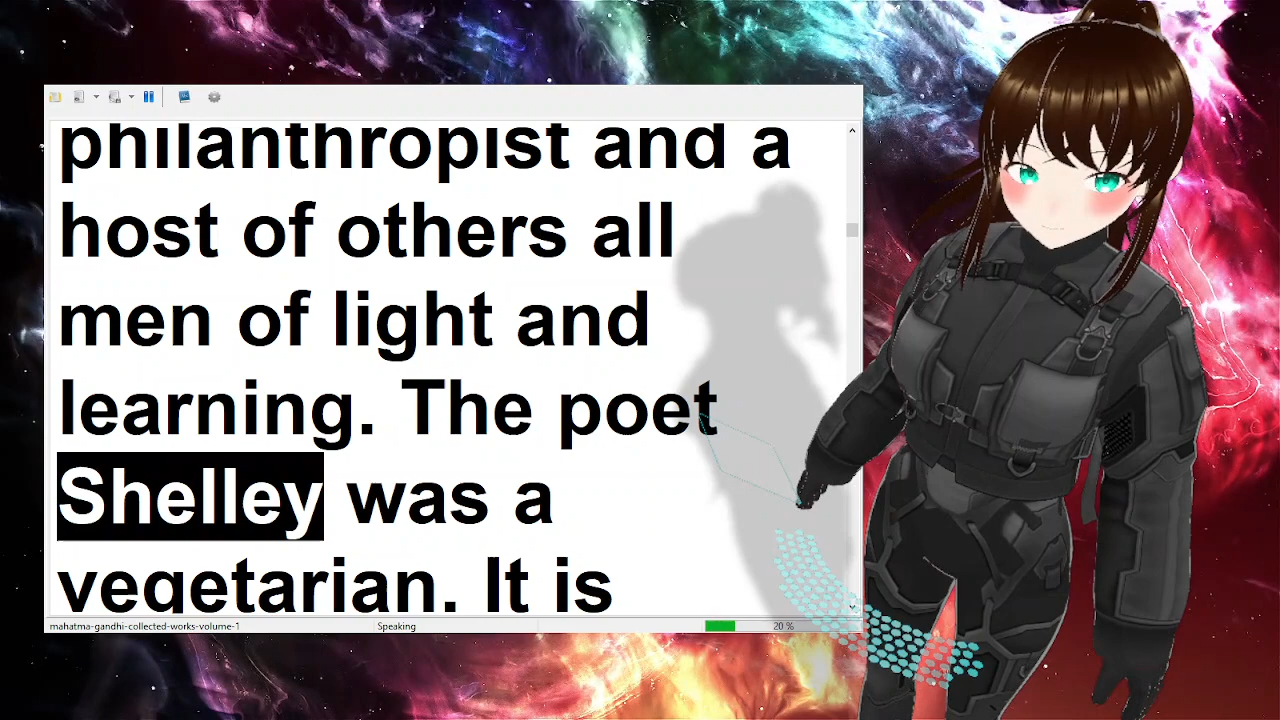 philanthropist and a
host of others all
men of light and
learning. The poet
Shelley was a
vegetarian. It is
mahatma-gandhi-collected-works-volume-1 Speaking 20 %